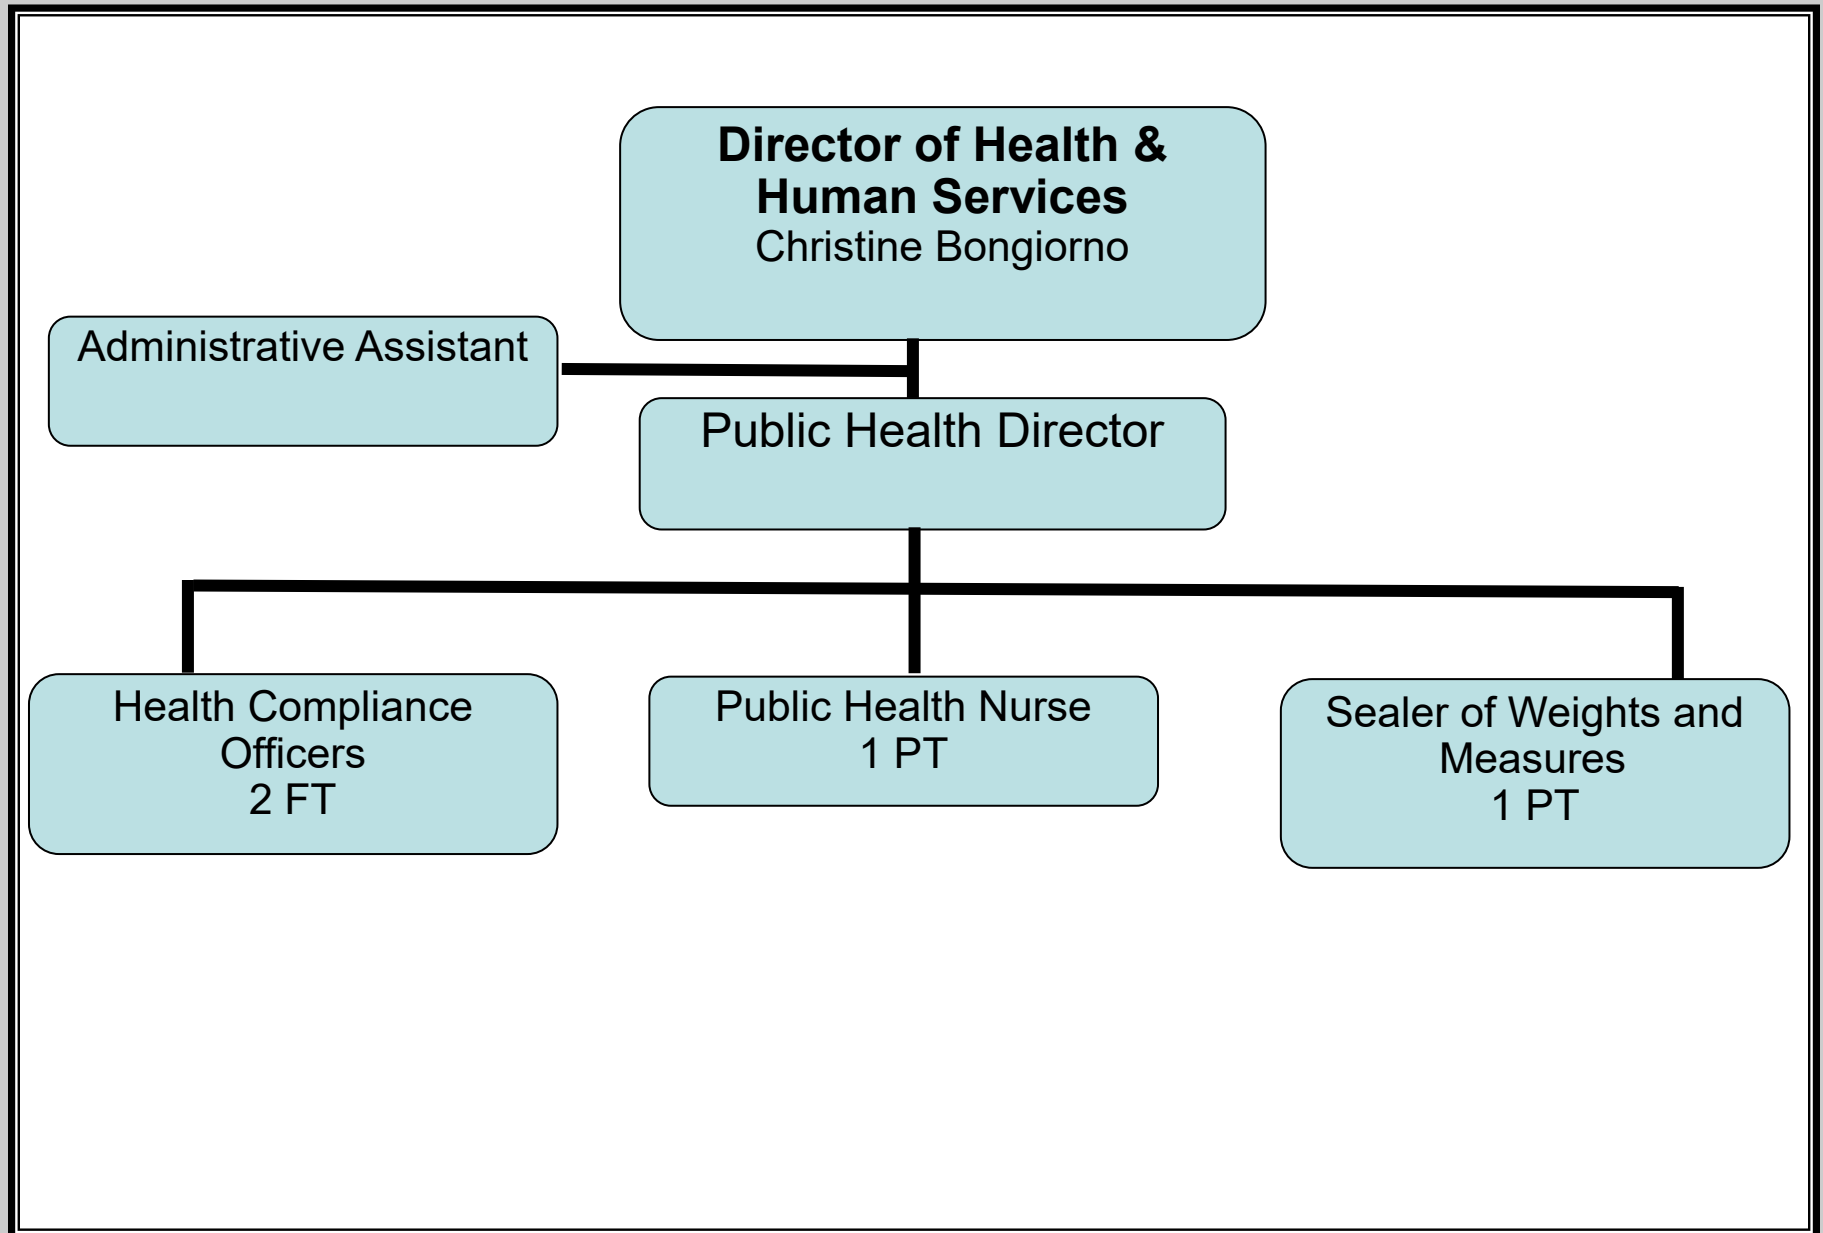 Director of Health &
Human Services
Christine Bongiorno
Administrative Assistant
Public Health Director
Health Compliance
Officers
2 FT
Public Health Nurse
1 PT
Sealer of Weights and
Measures
1 PT